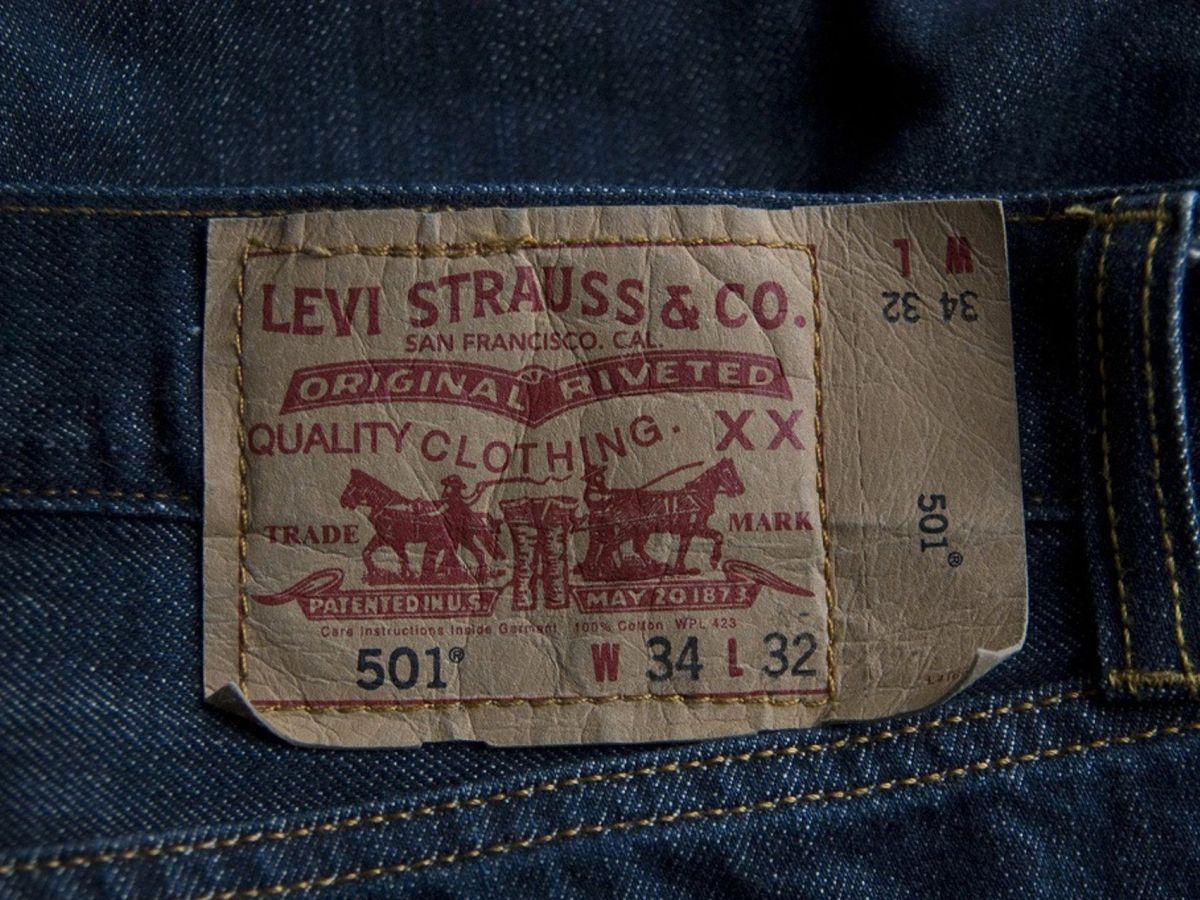 LEVI STRAUSS & CO.
SAN FRANCISCO. CAL.
ORIGINAL RIVETED
QUALITY CLOTHING. XX
TRADE MARK
PATENTED IN U.S. MAY 20 1873
Care Instructions Inside Garment 100% Cotton WPL 423
501® W 34 L 32
W L
34 32
501®